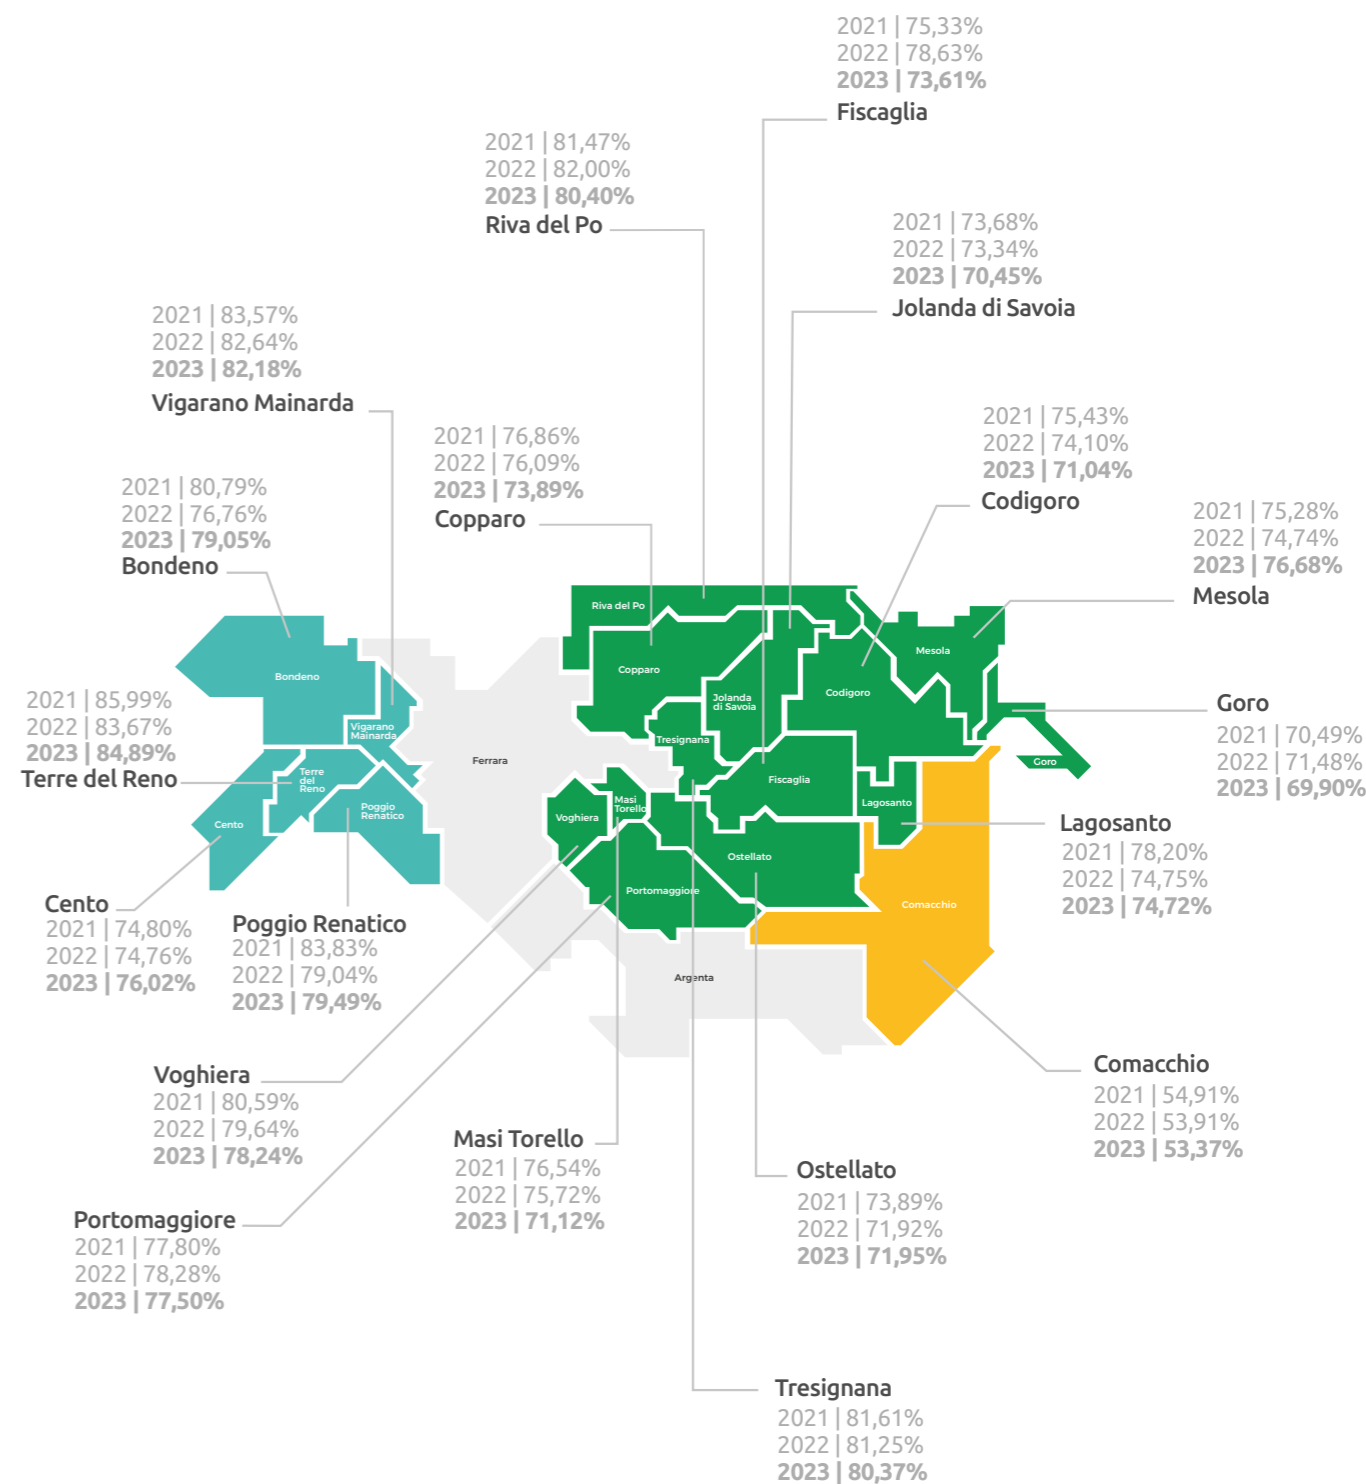 2021 | 75,33%
2022 | 78,63%
2023 | 73,61%
Fiscaglia
2021 | 81,47%
2022 | 82,00%
2023 | 80,40%
Riva del Po
2021 | 73,68%
2022 | 73,34%
2023 | 70,45%
Jolanda di Savoia
2021 | 83,57%
2022 | 82,64%
2023 | 82,18%
Vigarano Mainarda
2021 | 76,86%
2022 | 76,09%
2023 | 73,89%
Copparo
2021 | 75,43%
2022 | 74,10%
2023 | 71,04%
Codigoro
2021 | 80,79%
2022 | 76,76%
2023 | 79,05%
Bondeno
2021 | 75,28%
2022 | 74,74%
2023 | 76,68%
Mesola
2021 | 85,99%
2022 | 83,67%
2023 | 84,89%
Terre del Reno
Goro
2021 | 70,49%
2022 | 71,48%
2023 | 69,90%
Riva del Po
Copparo
Mesola
Bondeno
Jolanda
di Savoia
Codigoro
Vigarano
Mainarda
Tresignana
Ferrara
Goro
Terre
del
Reno
Fiscaglia
Poggio
Renatico
Masi
Torello
Lagosanto
Cento
Voghiera
Ostellato
Portomaggiore
Comacchio
Argenta
Lagosanto
2021 | 78,20%
2022 | 74,75%
2023 | 74,72%
Cento
2021 | 74,80%
2022 | 74,76%
2023 | 76,02%
Poggio Renatico
2021 | 83,83%
2022 | 79,04%
2023 | 79,49%
Voghiera
2021 | 80,59%
2022 | 79,64%
2023 | 78,24%
Comacchio
2021 | 54,91%
2022 | 53,91%
2023 | 53,37%
Masi Torello
2021 | 76,54%
2022 | 75,72%
2023 | 71,12%
Ostellato
2021 | 73,89%
2022 | 71,92%
2023 | 71,95%
Portomaggiore
2021 | 77,80%
2022 | 78,28%
2023 | 77,50%
Tresignana
2021 | 81,61%
2022 | 81,25%
2023 | 80,37%